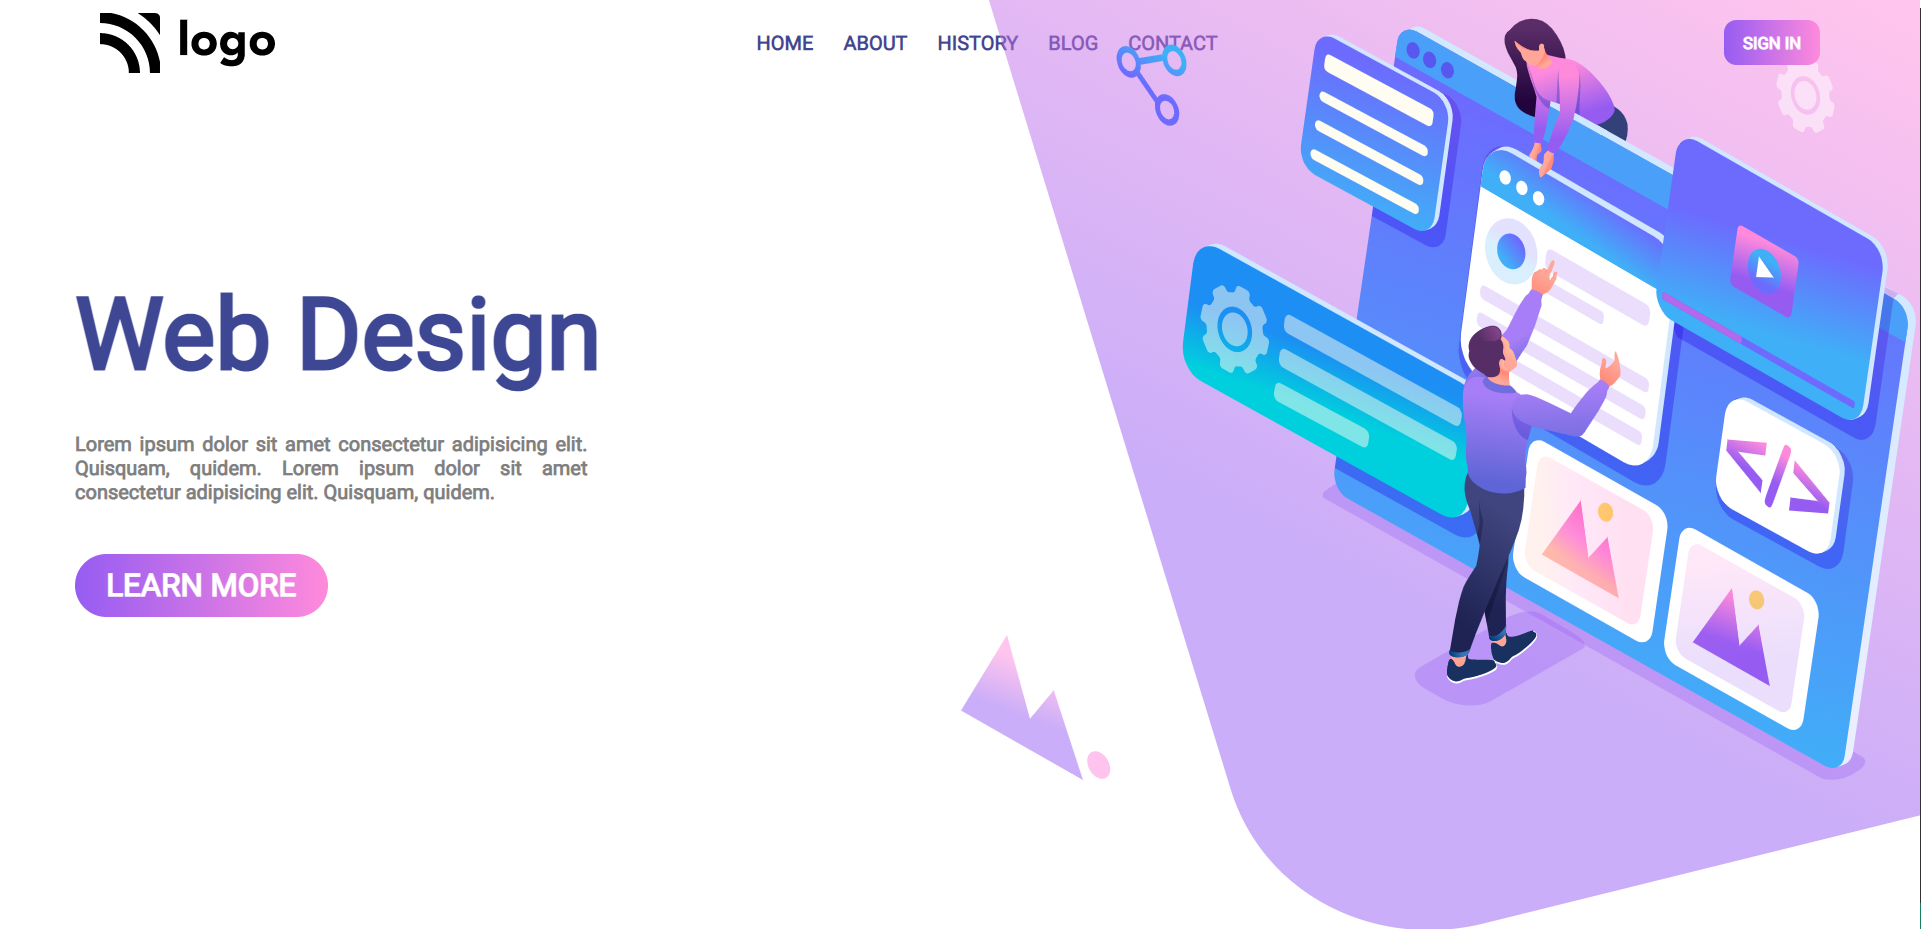 logo
HOME ABOUT HISTORY BLOG CONTACT
SIGN IN
Web Design
Lorem ipsum dolor sit amet consectetur adipisicing elit.
Quisquam, quidem. Lorem ipsum dolor sit amet
consectetur adipisicing elit. Quisquam, quidem.
LEARN MORE
</>